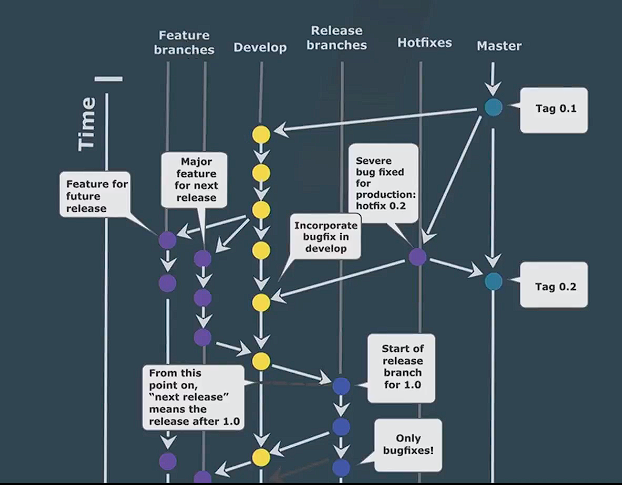 Feature
branches
Develop
Release
branches
Hotfixes
Master
Time
Tag 0.1
Feature for
future
release
Major
feature
for next
release
Severe
bug fixed
for
production:
hotfix 0.2
Incorporate
bugfix in
develop
Tag 0.2
From this
point on,
“next release”
means the
release after 1.0
Start of
release
branch
for 1.0
Only
bugfixes!